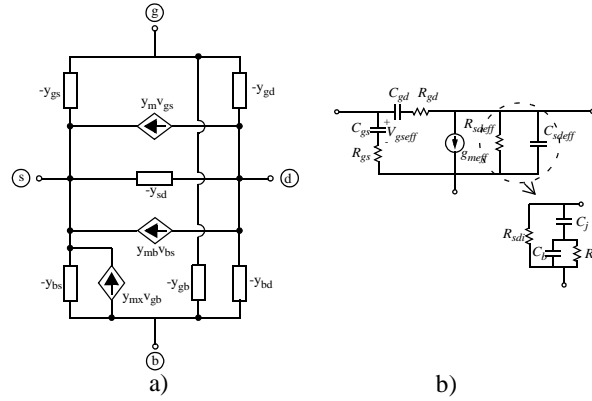 g
-ygs
ymvgs
-ygd
s
-ysd
d
ymbvbs
-ybs
ymxvgb
-ygb
-ybd
b
a)
Cgd
Rgd
Cgs
+
Vgseff
-
Rgs
gmeff
Rsdeff
Csdeff
Rsdi
Cj
Cb
R
b)